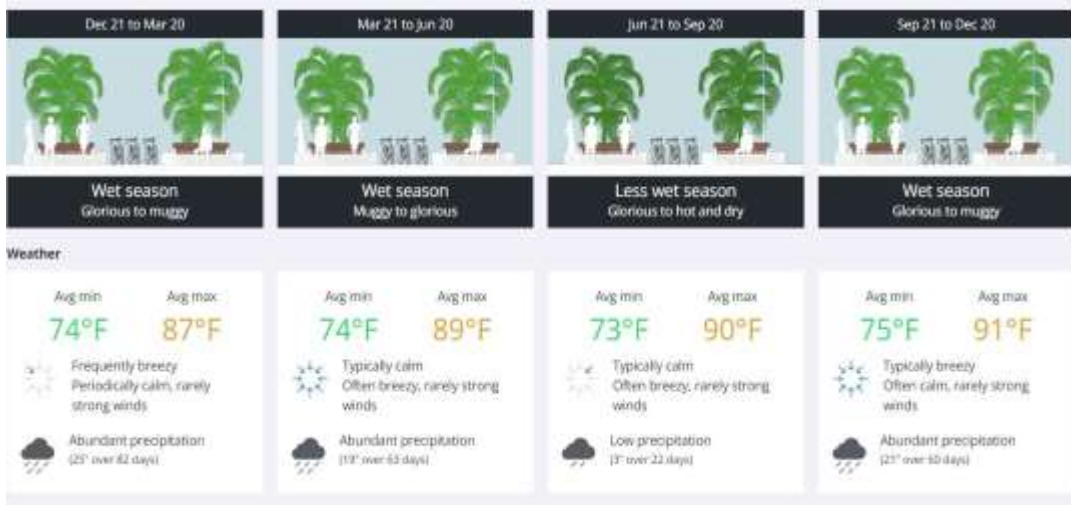 Dec 21 to Mar 20
Mar 21 to Jun 20
Jun 21 to Sep 20
Sep 21 to Dec 20
Wet season
Glorious to muggy
Wet season
Muggy to glorious
Less wet season
Glorious to hot and dry
Wet season
Glorious to muggy
Weather
Avg min
Avg max
74°F
87°F
Frequently breezy
Periodically calm, rarely
strong winds
Abundant precipitation
(25" over 82 days)
Avg min
Avg max
74°F
89°F
Typically calm
Often breezy, rarely strong
winds
Abundant precipitation
(19" over 63 days)
Avg min
Avg max
73°F
90°F
Typically calm
Often breezy, rarely strong
winds
Low precipitation
(3" over 22 days)
Avg min
Avg max
75°F
91°F
Typically breezy
Often calm, rarely strong
winds
Abundant precipitation
(21" over 60 days)